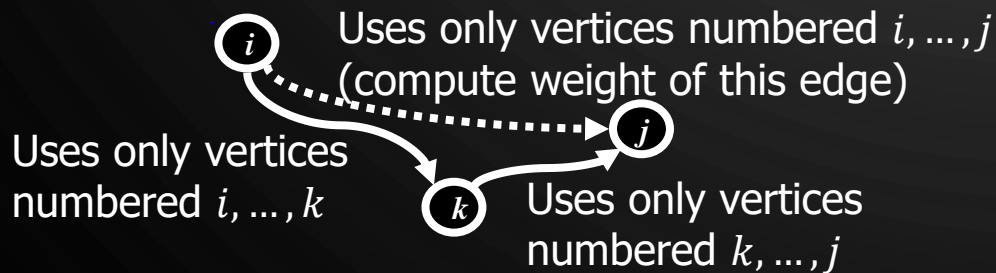 i
Uses only vertices numbered i, ..., j
(compute weight of this edge)
j
Uses only vertices
numbered i, ..., k
k
Uses only vertices
numbered k, ..., j